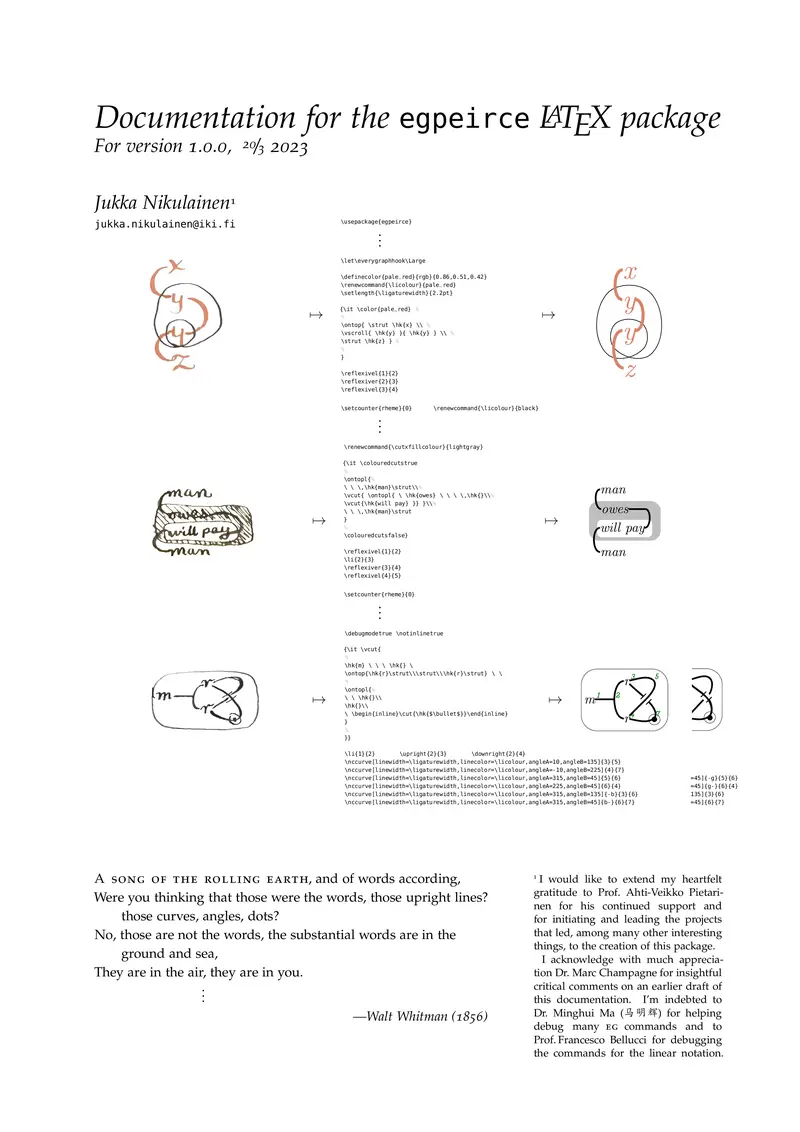 Documentation for the egpeirce LATEX package
For version 1.0.0, 20/3 2023
Jukka Nikulainen¹
jukka.nikulainen@iki.fi
\usepackage{egpeirce}
⋮
\let\everygraphhook\Large
\definecolor{pale_red}{rgb}{0.86,0.51,0.42}
\renewcommand{\licolour}{pale_red}
\setlength{\ligaturewidth}{2.2pt}
{\it \color{pale_red} %
%
\ontop{ \strut \hk{x} \\ %
\vscroll{ \hk{y} }{ \hk{y} } \\ %
\strut \hk{z} } %
%
}
\reflexivel{1}{2}
\reflexiver{2}{3}
\reflexivel{3}{4}
x
y
y
z
↦
↦
x
y
y
z
\setcounter{rheme}{0} \renewcommand{\licolour}{black}
⋮
\renewcommand{\cutxfillcolour}{lightgray}
{\it \colouredcutstrue
%
\ontopl{%
\ \ \,\hk{man}\strut\\%
\vcut{ \ontopl{ \ \hk{owes} \ \ \ \,\hk{}\\%
\vcut{\hk{will pay} }} }\\%
\ \ \,\hk{man}\strut
}
%
\colouredcutsfalse}
\reflexivel{1}{2}
\li{2}{3}
\reflexiver{3}{4}
\reflexivel{4}{5}
man
owes
will pay
man
↦
↦
man
owes
will pay
man
\setcounter{rheme}{0}
⋮
\debugmodetrue \notinlinetrue
{\it \vcut{
%
\hk{m} \ \ \ \hk{} \
\ontop{\hk{r}\strut\\\strut\\\hk{r}\strut} \ \
%
\ontopl{%
\ \ \hk{}\\
\hk{}\\
\ \begin{inline}\cut{\hk{$\bullet$}}\end{inline}
}
%
}}
m
r
r
↦
↦
m 1 2 r 3 5
r 7
\li{1}{2} \upright{2}{3} \downright{2}{4}
\nccurve[linewidth=\ligaturewidth,linecolor=\licolour,angleA=10,angleB=135]{3}{5}
\nccurve[linewidth=\ligaturewidth,linecolor=\licolour,angleA=-10,angleB=225]{4}{7}
\nccurve[linewidth=\ligaturewidth,linecolor=\licolour,angleA=315,angleB=45]{5}{6} =45]{-g}{5}{6}
\nccurve[linewidth=\ligaturewidth,linecolor=\licolour,angleA=225,angleB=45]{6}{4} =45]{g-}{6}{4}
\nccurve[linewidth=\ligaturewidth,linecolor=\licolour,angleA=315,angleB=135]{-b}{3}{6} 135]{3}{6}
\nccurve[linewidth=\ligaturewidth,linecolor=\licolour,angleA=315,angleB=45]{b-}{6}{7} =45]{6}{7}
A SONG OF THE ROLLING EARTH, and of words according,
Were you thinking that those were the words, those upright lines?
those curves, angles, dots?
No, those are not the words, the substantial words are in the
ground and sea,
They are in the air, they are in you.
⋮
—Walt Whitman (1856)
¹ I would like to extend my heartfelt
gratitude to Prof. Ahti-Veikko Pietari-
nen for his continued support and
for initiating and leading the projects
that led, among many other interesting
things, to the creation of this package.
I acknowledge with much apprecia-
tion Dr. Marc Champagne for insightful
critical comments on an earlier draft of
this documentation. I'm indebted to
Dr. Minghui Ma (马明辉) for helping
debug many EG commands and to
Prof. Francesco Bellucci for debugging
the commands for the linear notation.